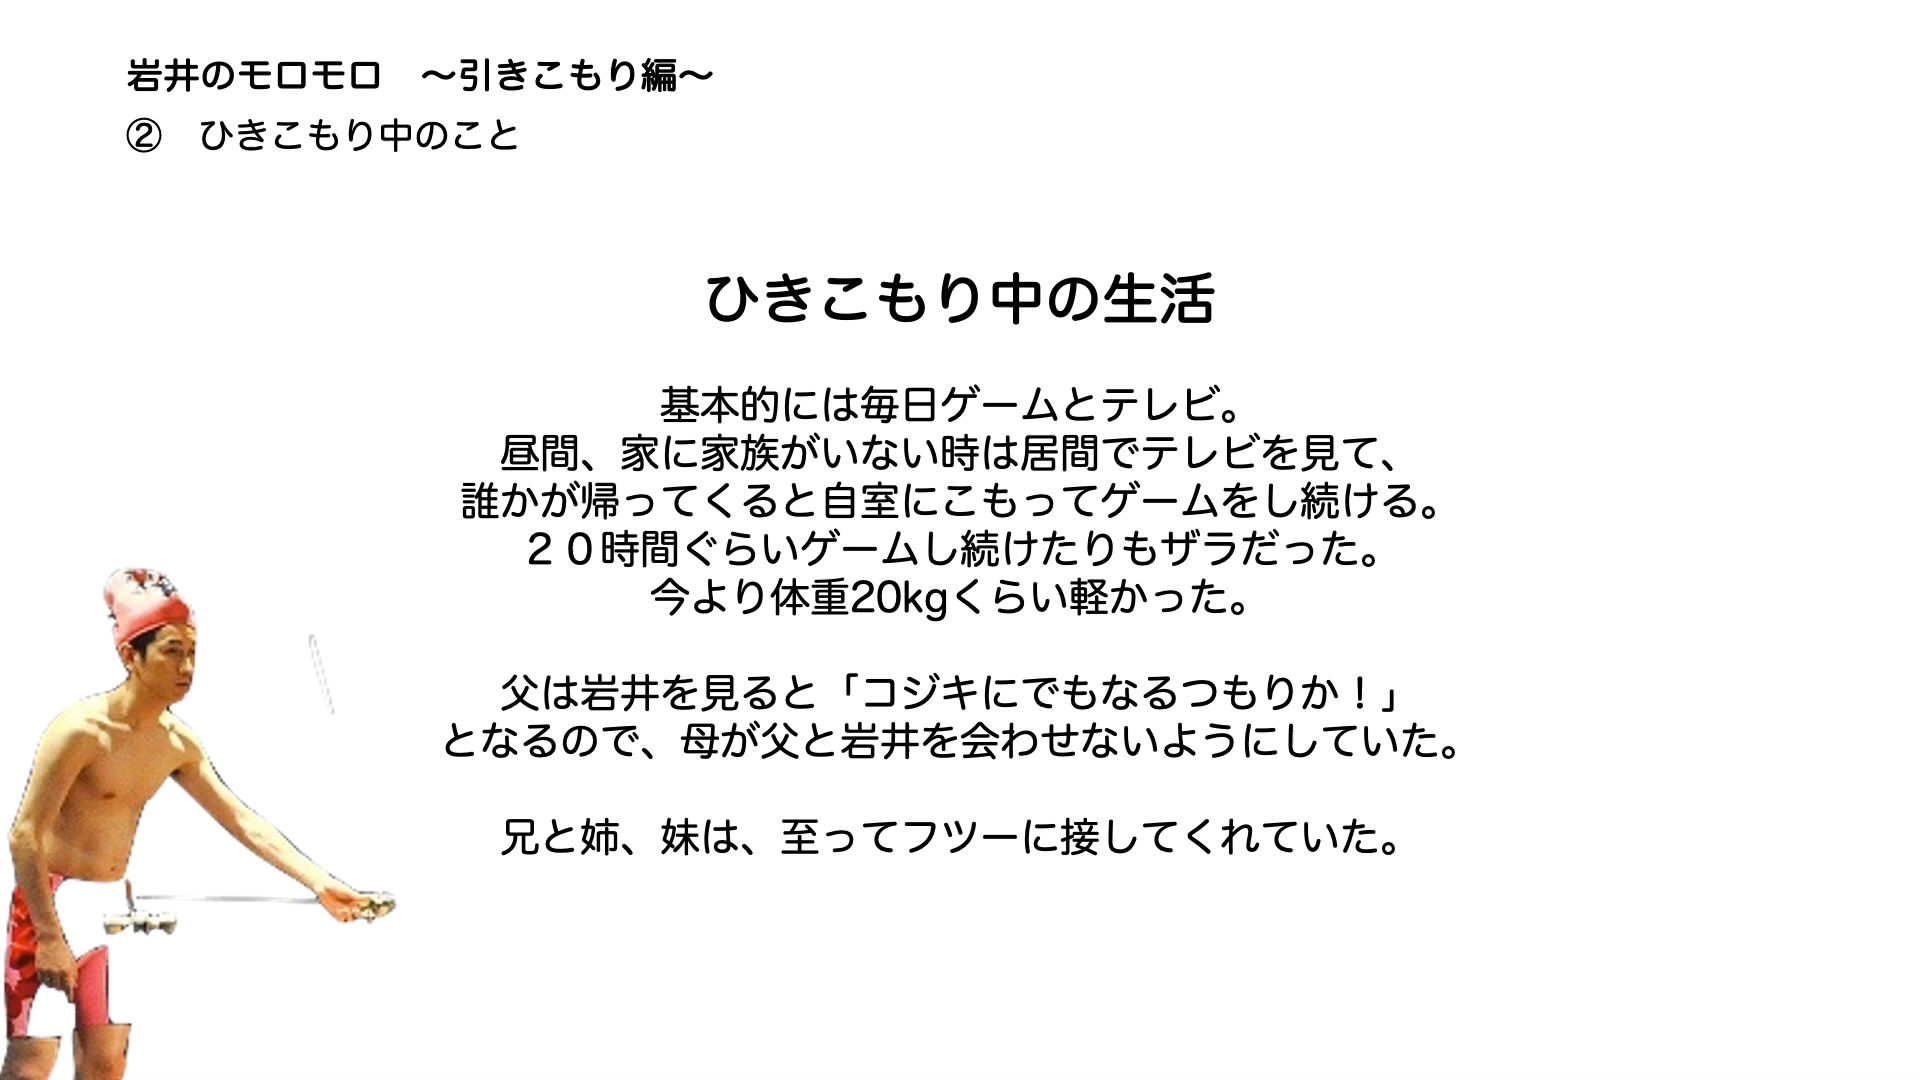 岩井のモロモロ　〜引きこもり編〜
②　ひきこもり中のこと
ひきこもり中の生活
基本的には毎日ゲームとテレビ。
昼間、家に家族がいない時は居間でテレビを見て、
誰かが帰ってくると自室にこもってゲームをし続ける。
２０時間ぐらいゲームし続けたりもザラだった。
今より体重20kgくらい軽かった。
父は岩井を見ると「コジキにでもなるつもりか！」
となるので、母が父と岩井を会わせないようにしていた。
兄と姉、妹は、至ってフツーに接してくれていた。